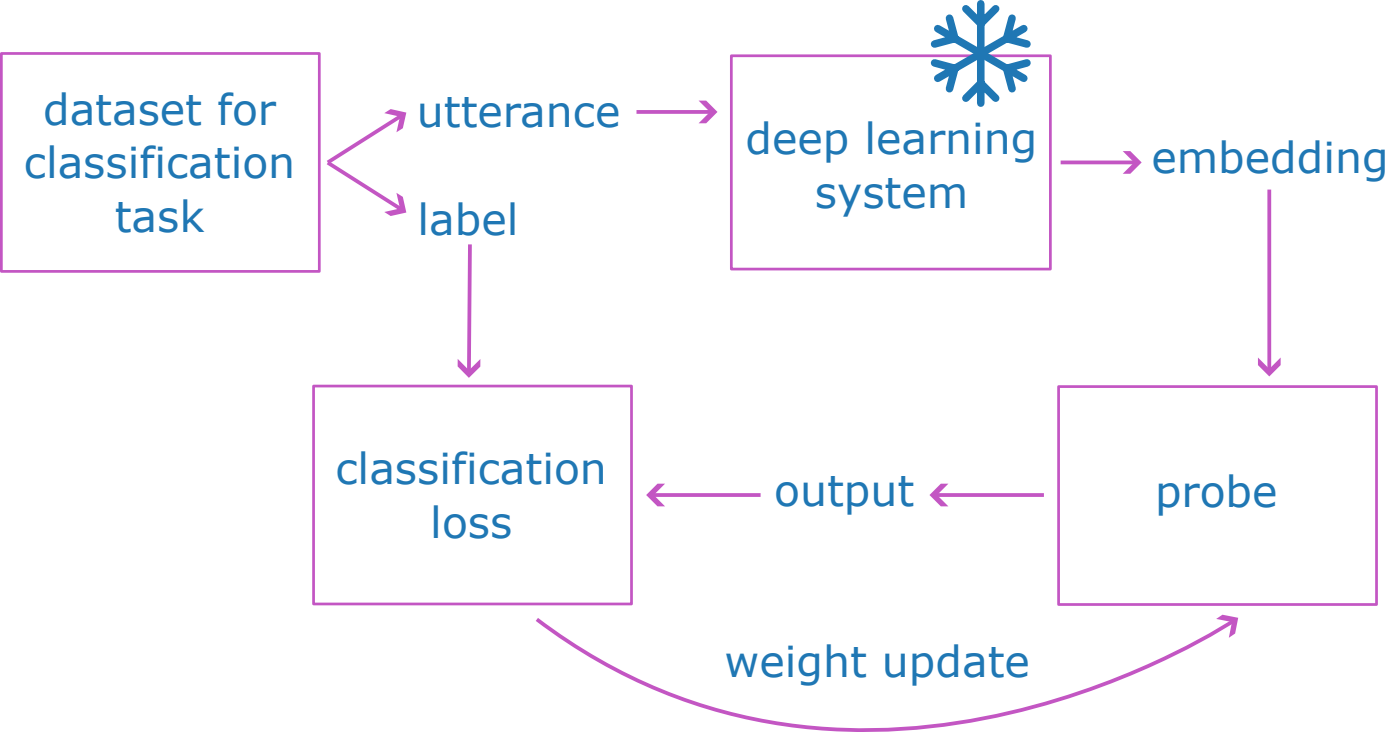 dataset for
classification
task
utterance
label
deep learning
system
embedding
classification
loss
output
probe
weight update